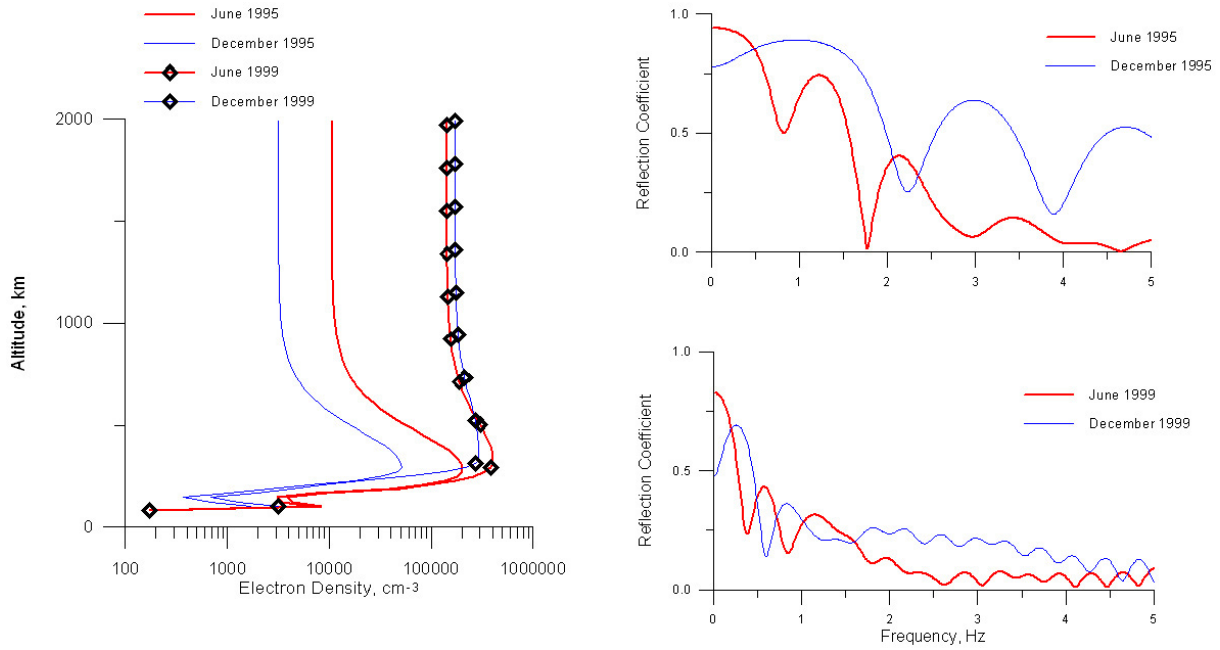 June 1995
December 1995
June 1999
December 1999
2000
1000
0
Altitude, km
100
1000
10000
100000
1000000
Electron Density, cm-3
1.0
0.5
0.0
Reflection Coefficient
June 1995
December 1995
0
1
2
3
4
5
1.0
0.5
0.0
Reflection Coefficient
June 1999
December 1999
0
1
2
3
4
5
Frequency, Hz